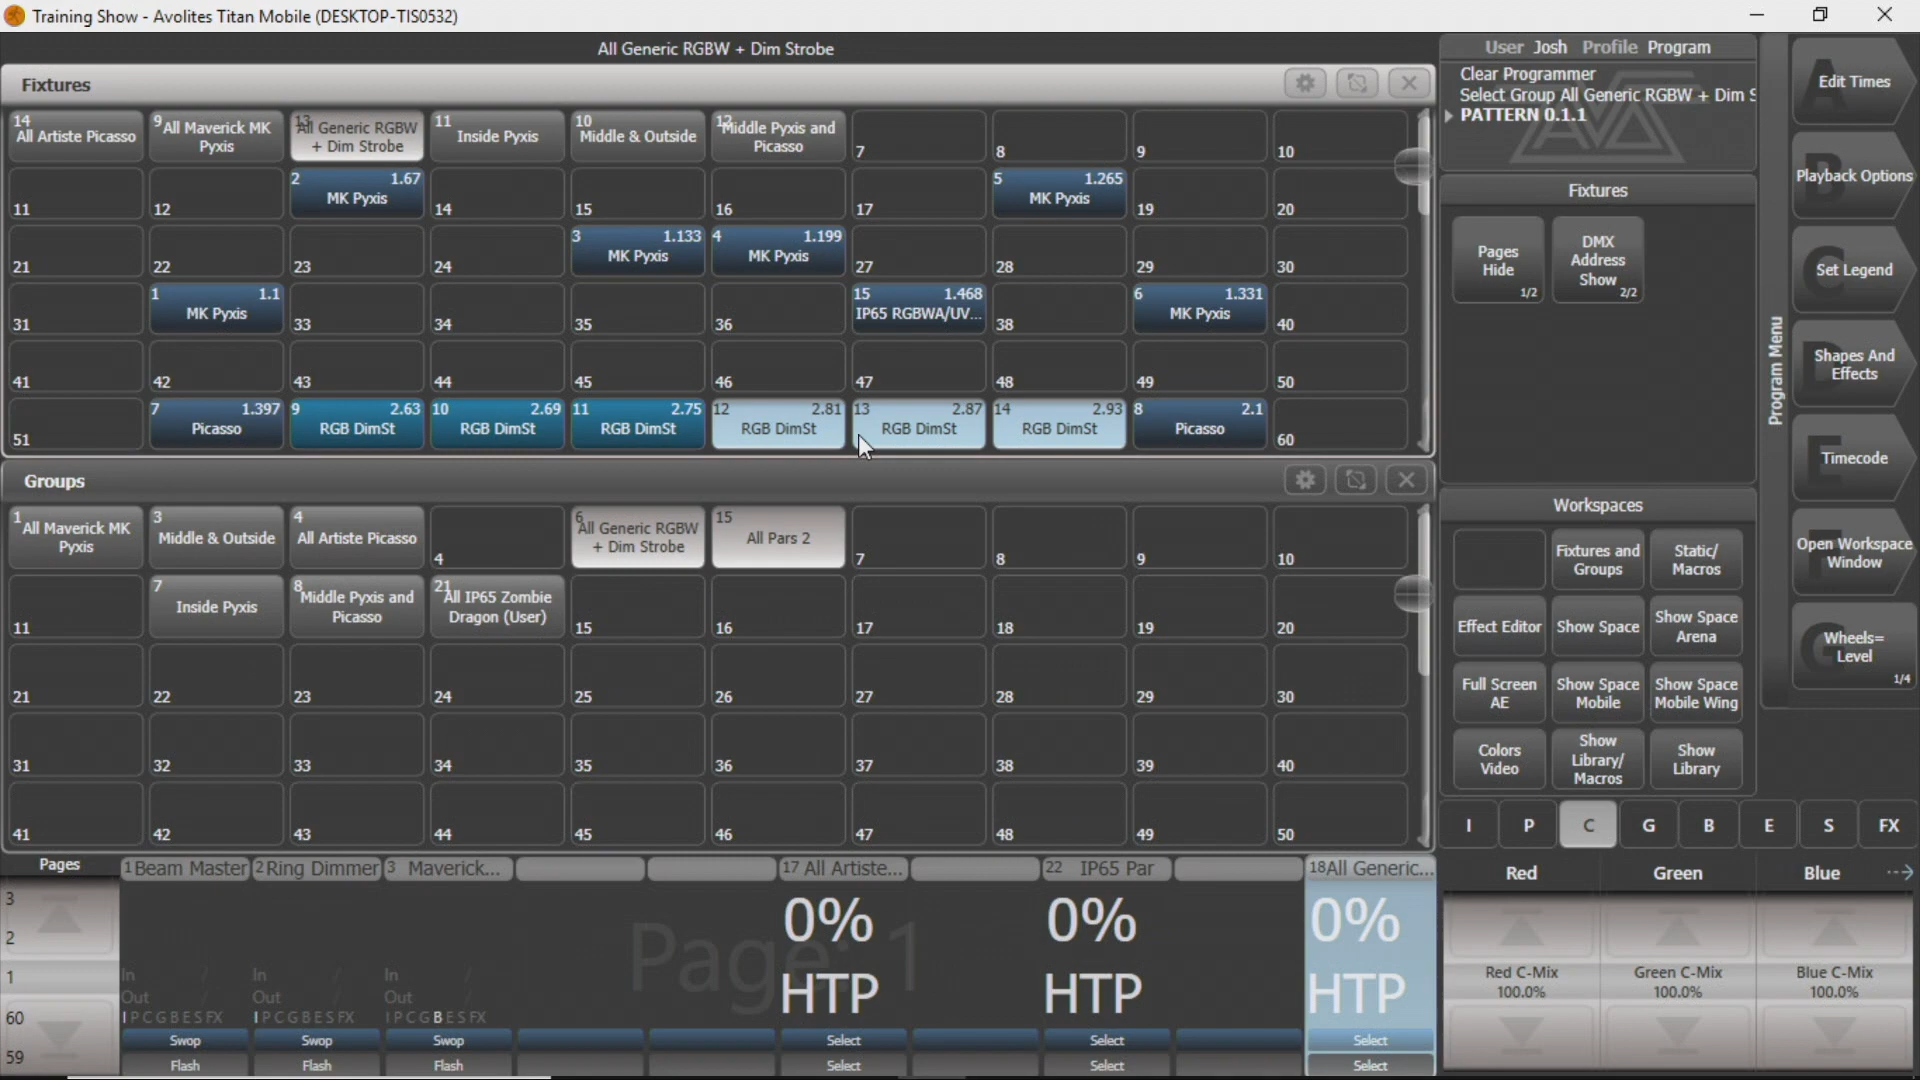 Training Show - Avolites Titan Mobile (DESKTOP-TIS0532)
All Generic RGBW + Dim Strobe
User Josh Profile Program
Clear Programmer
Select Group All Generic RGBW + Dim S
PATTERN 0.1.1
Fixtures
14 All Artiste Picasso
9 All Maverick MK Pyxis
13 All Generic RGBW + Dim Strobe
11 Inside Pyxis
10 Middle & Outside
12 Middle Pyxis and Picasso
7
8
9
10
11
12
2 1.67 MK Pyxis
14
15
16
17
5 1.265 MK Pyxis
19
20
21
22
23
24
3 1.133 MK Pyxis
4 1.199 MK Pyxis
27
28
29
30
31
1 1.1 MK Pyxis
33
34
35
36
15 1.468 IP65 RGBWA/UV...
38
6 1.331 MK Pyxis
40
41
42
43
44
45
46
47
48
49
50
51
7 1.397 Picasso
9 2.63 RGB DimSt
10 2.69 RGB DimSt
11 2.75 RGB DimSt
12 2.81 RGB DimSt
13 2.87 RGB DimSt
14 2.93 RGB DimSt
8 2.1 Picasso
60
Groups
1 All Maverick MK Pyxis
3 Middle & Outside
4 All Artiste Picasso
4
6 All Generic RGBW + Dim Strobe
15 All Pars 2
7
8
9
10
11
7 Inside Pyxis
8 Middle Pyxis and Picasso
21 All IP65 Zombie Dragon (User)
15
16
17
18
19
20
21
22
23
24
25
26
27
28
29
30
31
32
33
34
35
36
37
38
39
40
41
42
43
44
45
46
47
48
49
50
Fixtures
Pages Hide 1/2
DMX Address Show 2/2
Workspaces
Fixtures and Groups
Static/ Macros
Effect Editor
Show Space
Show Space Arena
Full Screen AE
Show Space Mobile
Show Space Mobile Wing
Colors Video
Show Library/ Macros
Show Library
Program Menu
A Edit Times
B Playback Options
C Set Legend
D Shapes And Effects
E Timecode
F Open Workspace Window
G Wheels= Level 1/4
I P C G B E S FX
Pages
3
2
1
60
59
1 Beam Master
2 Ring Dimmer
3 Maverick...
17 All Artiste...
22 IP65 Par
18 All Generic...
Page: 1
0% 0% 0%
HTP HTP HTP
In / In / In /
Out / Out / Out /
I P C G B E S FX I P C G B E S FX I P C G B E S FX
Swop Swop Swop Select Select Select
Flash Flash Flash Select Select Select
Red Green Blue
Red C-Mix 100.0%
Green C-Mix 100.0%
Blue C-Mix 100.0%